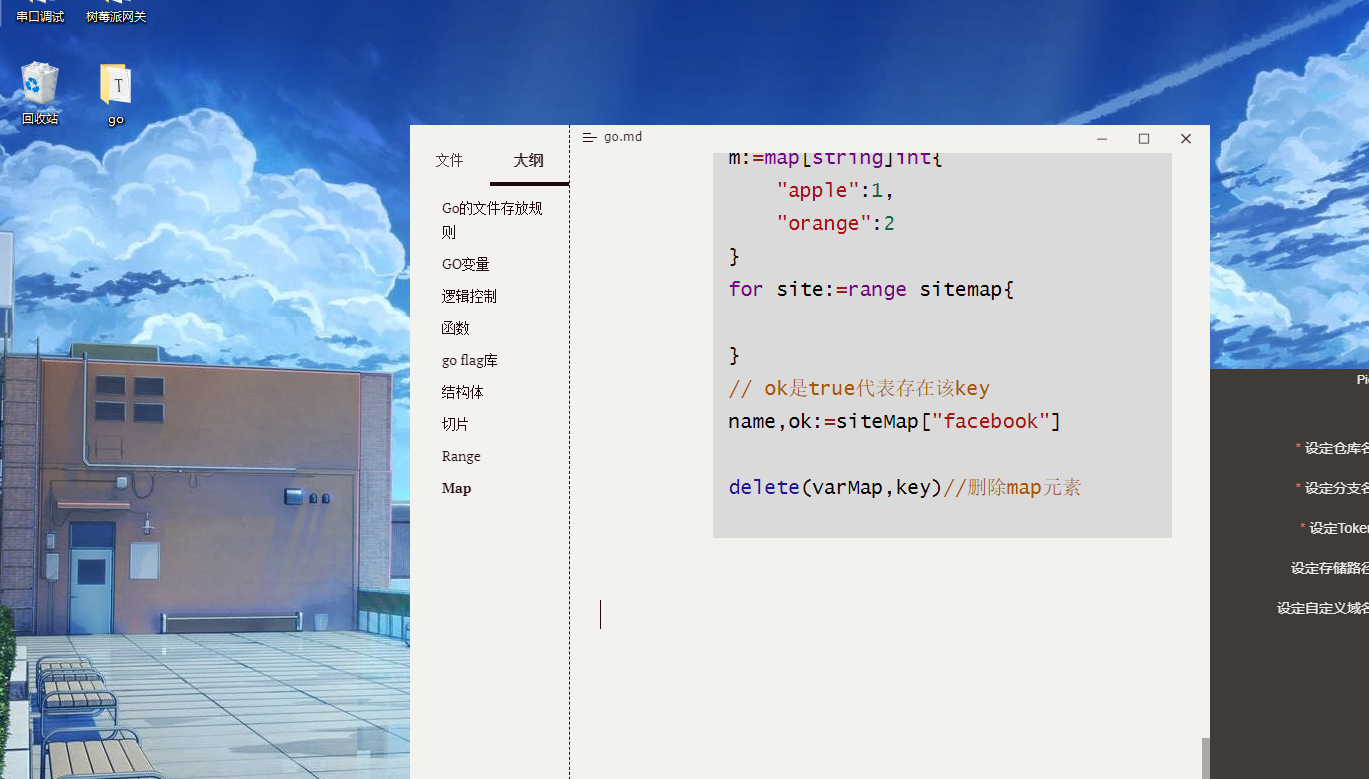 串口调试
树莓派网关
回收站
go
go.md
文件
大纲
Go的文件存放规
则
GO变量
逻辑控制
函数
go flag库
结构体
切片
Range
Map
m:=map[string]int{
"apple":1,
"orange":2
}
for site:=range sitemap{
}
// ok是true代表存在该key
name,ok:=siteMap["facebook"]
delete(varMap,key)//删除map元素
* 设定仓库名
* 设定分支名
* 设定Token
设定存储路径
设定自定义域名